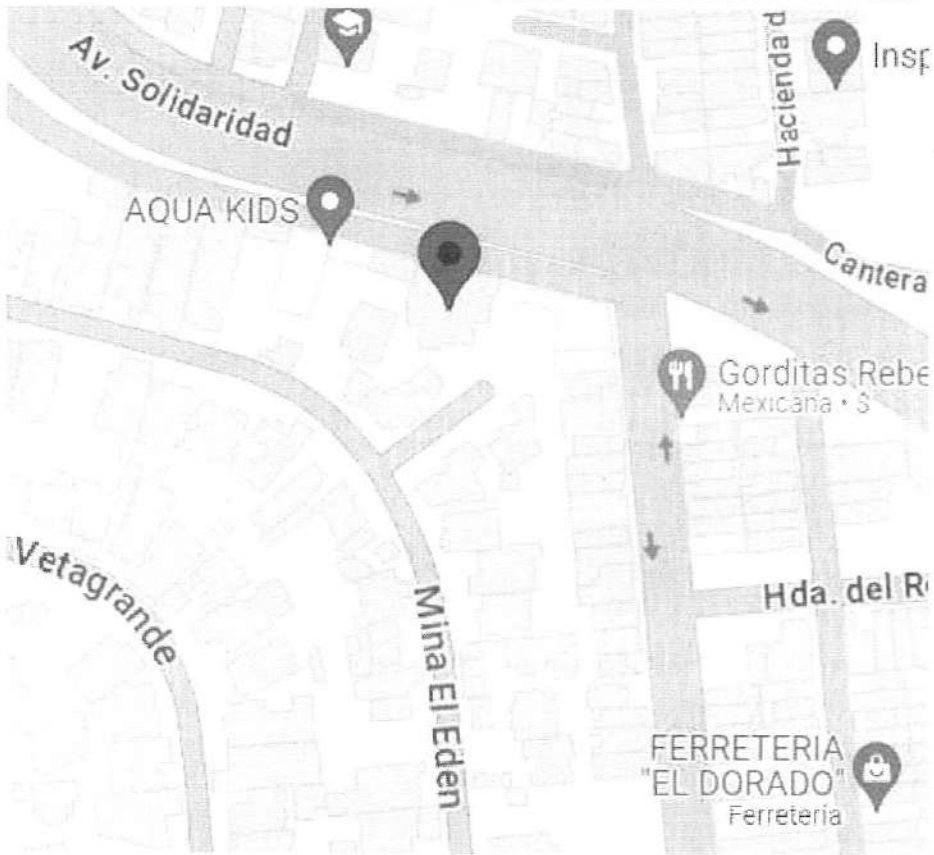 Av. Solidaridad
Hacienda d
Insp
AQUA KIDS
Cantera
Gorditas Rebe
Mexicana • $
Vetagrande
Mina El Eden
Hda. del R
FERRETERIA
"EL DORADO"
Ferretería